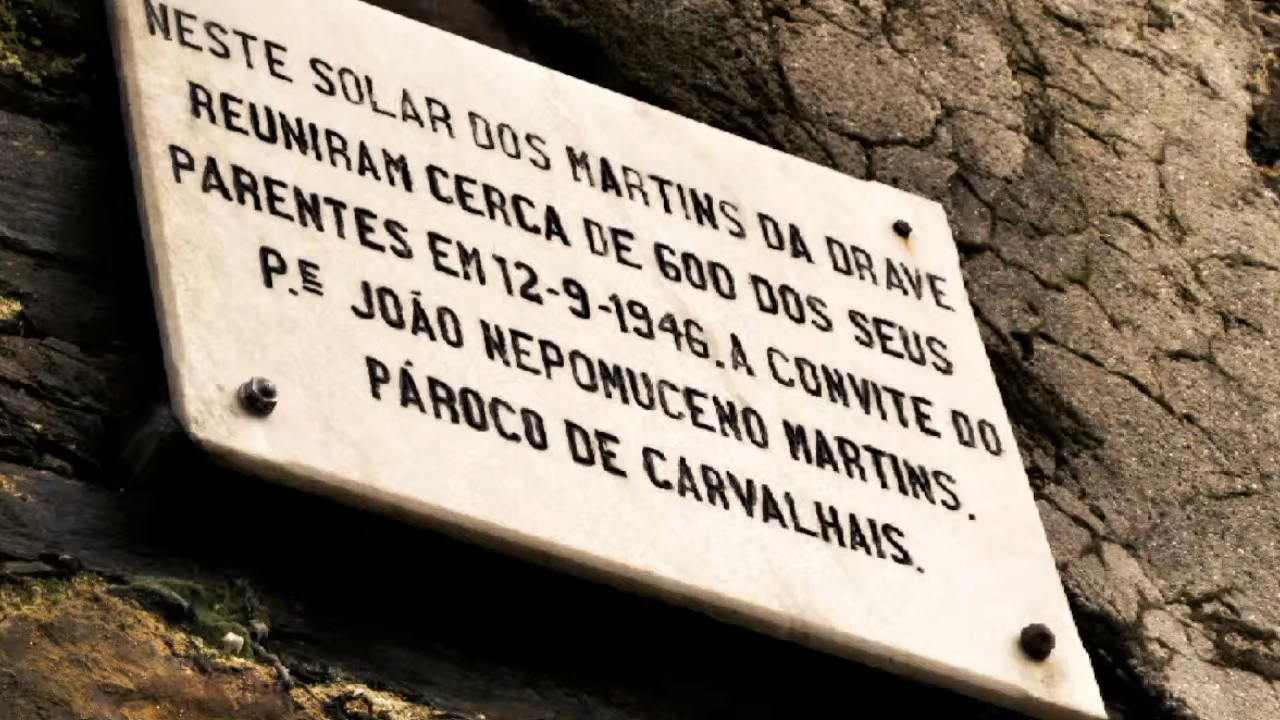 NESTE SOLAR DOS MARTINS DA DRAVE
REUNIRAM CERCA DE 600 DOS SEUS
PARENTES EM 12-9-1946. A CONVITE DO
P.E JOÃO NEPOMUCENO MARTINS.
PÁROCO DE CARVALHAIS.